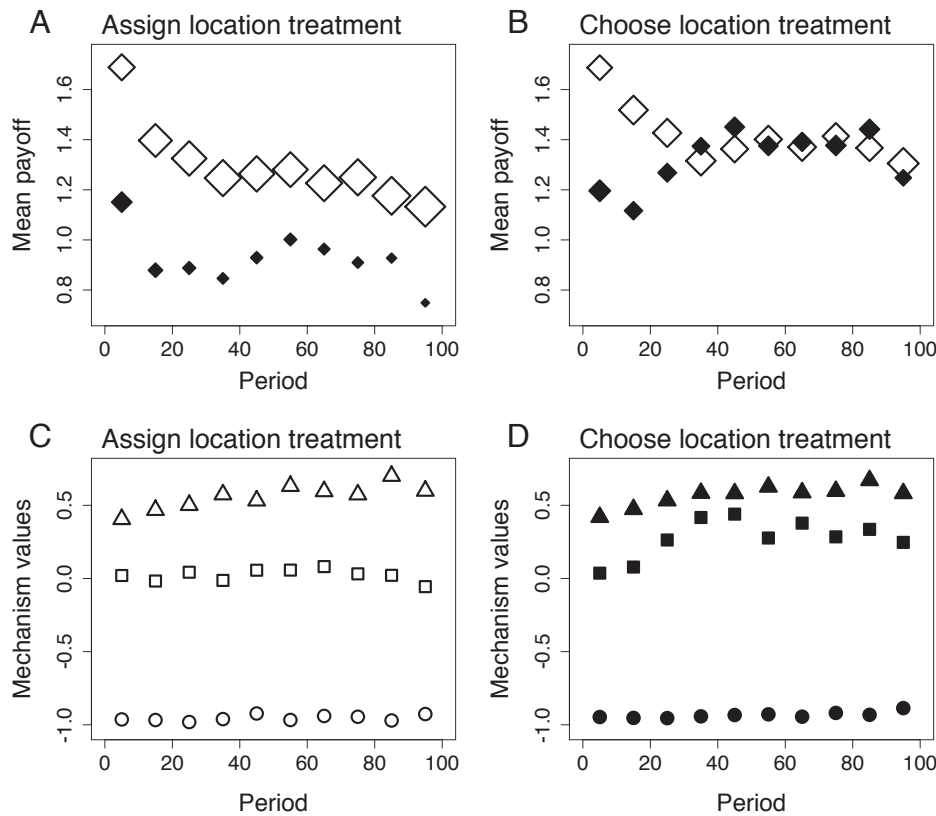 A Assign location treatment
Mean payoff
1.6
1.4
1.2
1.0
0.8
0 20 40 60 80 100
Period
B Choose location treatment
Mean payoff
1.6
1.4
1.2
1.0
0.8
0 20 40 60 80 100
Period
C Assign location treatment
Mechanism values
0.5
0.0
-0.5
-1.0
0 20 40 60 80 100
Period
D Choose location treatment
Mechanism values
0.5
0.0
-0.5
-1.0
0 20 40 60 80 100
Period